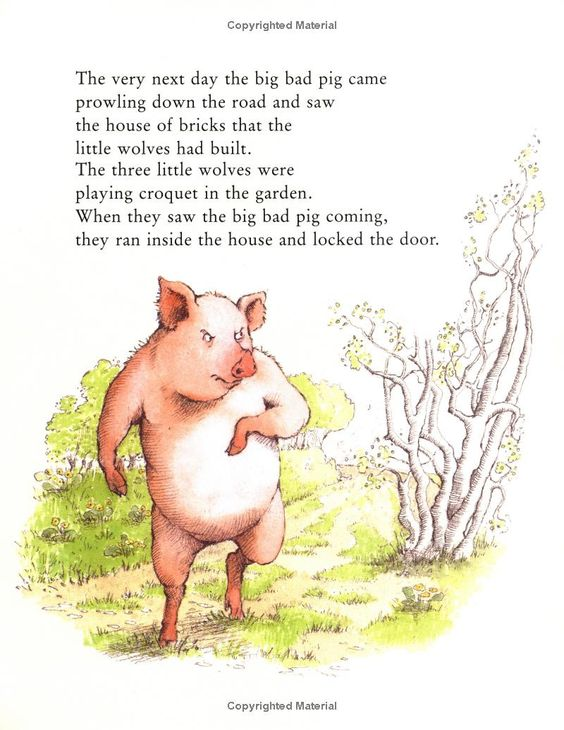 Copyrighted Material
The very next day the big bad pig came
prowling down the road and saw
the house of bricks that the
little wolves had built.
The three little wolves were
playing croquet in the garden.
When they saw the big bad pig coming,
they ran inside the house and locked the door.
Copyrighted Material